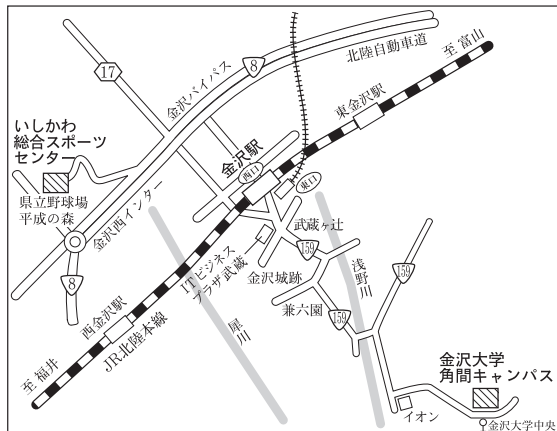 至 富山
北陸自動車道
8
金沢バイパス
17
東金沢駅
いしかわ
総合スポーツ
センター
金沢駅
西口
東口
県立野球場
平成の森
金沢西インター
武蔵ヶ辻
159
ITビジネス
プラザ武蔵
金沢城跡
浅野川
159
8
兼六園
159
西金沢駅
JR北陸本線
犀川
至 福井
金沢大学
角間キャンパス
イオン
金沢大学中央